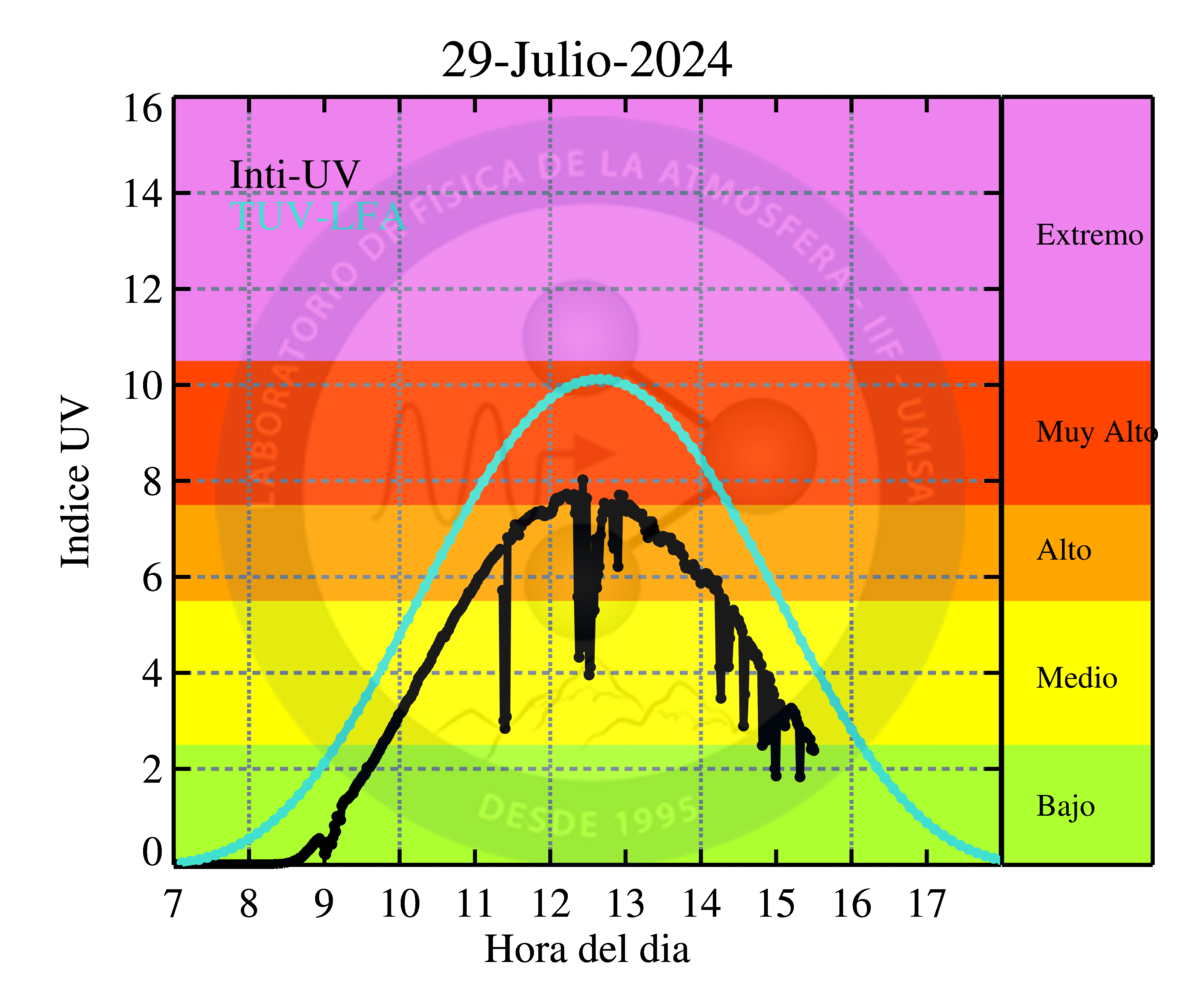 29-Julio-2024
16
14
12
10
8
6
4
2
0
Indice UV
Inti-UV
TUV-LFA
LABORATORIO DE FÍSICA DE LA ATMÓSFERA - IIF - UMSA
DESDE 1995
Extremo
Muy Alto
Alto
Medio
Bajo
7 8 9 10 11 12 13 14 15 16 17
Hora del dia